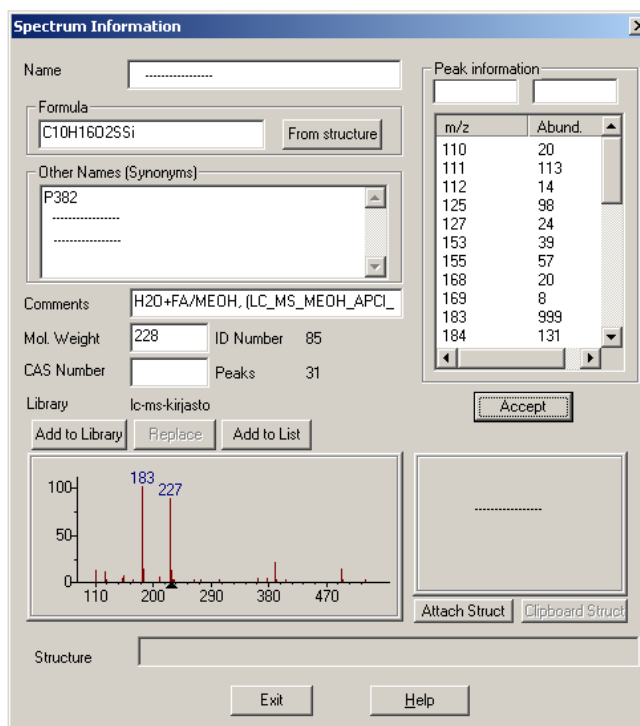 Spectrum Information
Name ----------------
Formula
C10H16O2SSi From structure
Other Names (Synonyms)
P382
----------------
----------------
Comments H2O+FA/MEOH, (LC_MS_MEOH_APCI_
Mol. Weight 228 ID Number 85
CAS Number Peaks 31
Library lc-ms-kirjasto
Add to Library Replace Add to List
Peak information
m/z Abund.
110 20
111 113
112 14
125 98
127 24
153 39
155 57
168 20
169 8
183 999
184 131
Accept
100
50
0
183
227
110 200 290 380 470
----------------
Attach Struct Clipboard Struct
Structure
Exit Help